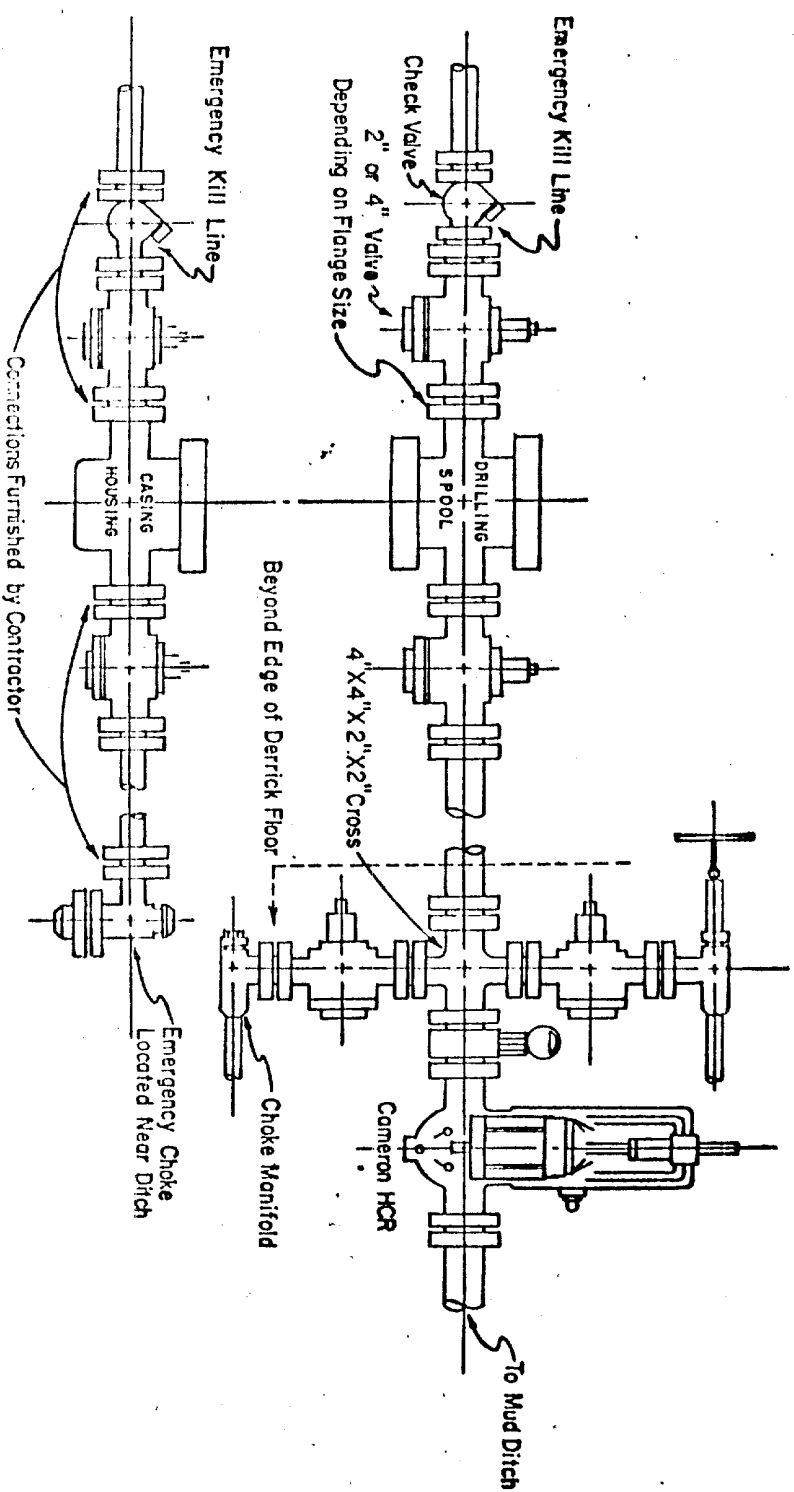 Emergency Kill Line
Check Valve
2" or 4" Valve
Depending on Flange Size
DRILLING
SPOOL
4"X4"X2"X2"Cross
Beyond Edge of Derrick Floor
Cameron HCR
To Mud Ditch
Choke Manifold
Emergency Kill Line
CASING
HOUSING
Connections Furnished by Contractor
Emergency Choke
Located Near Ditch